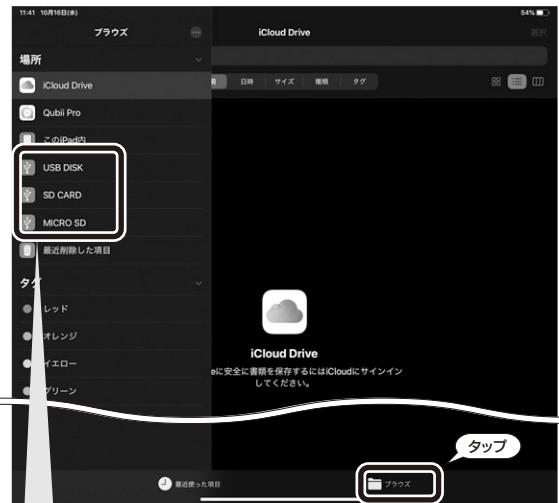 11:41 10月16日(水)
54%
ブラウズ
iCloud Drive
選択
場所
iCloud Drive
日時 サイズ 種類 タグ
Qubii Pro
このiPad内
USB DISK
SD CARD
MICRO SD
最近削除した項目
タグ
レッド
オレンジ
イエロー
グリーン
iCloud Drive
eに安全に書類を保存するにはiCloudにサインイン
してください。
タップ
最近使った項目
ブラウズ